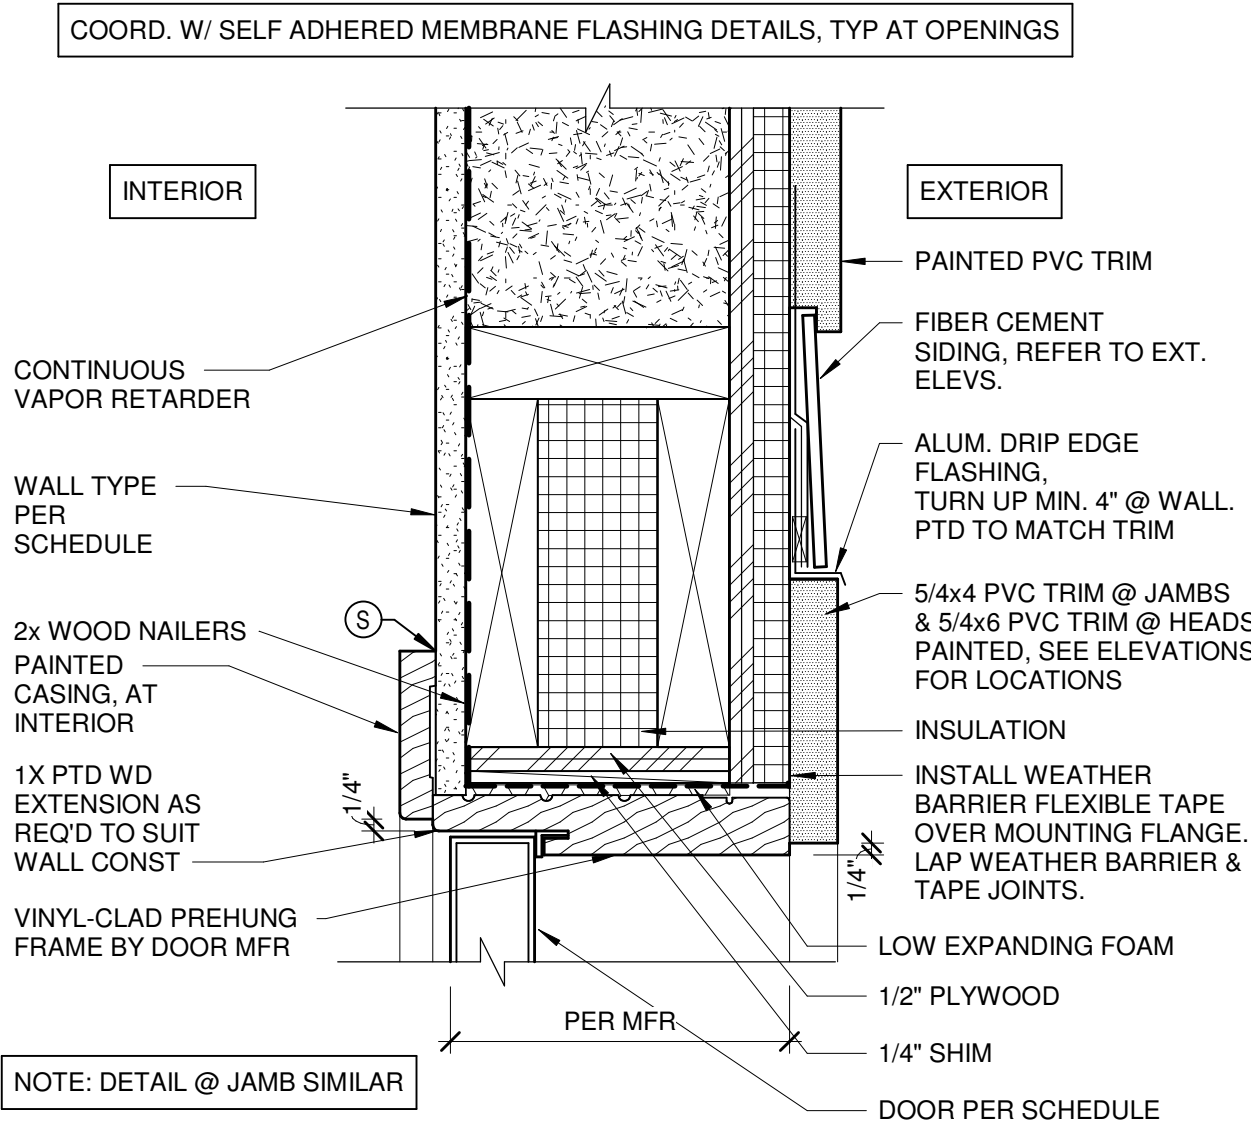 COORD. W/ SELF ADHERED MEMBRANE FLASHING DETAILS, TYP AT OPENINGS
INTERIOR
EXTERIOR
CONTINUOUS
VAPOR RETARDER
WALL TYPE
PER
SCHEDULE
S
2x WOOD NAILERS
PAINTED
CASING, AT
INTERIOR
1X PTD WD
EXTENSION AS
REQ'D TO SUIT
WALL CONST
1/4"
VINYL-CLAD PREHUNG
FRAME BY DOOR MFR
PAINTED PVC TRIM
FIBER CEMENT
SIDING, REFER TO EXT.
ELEVS.
ALUM. DRIP EDGE
FLASHING,
TURN UP MIN. 4" @ WALL.
PTD TO MATCH TRIM
5/4x4 PVC TRIM @ JAMBS
& 5/4x6 PVC TRIM @ HEADS
PAINTED, SEE ELEVATIONS
FOR LOCATIONS
INSULATION
INSTALL WEATHER
BARRIER FLEXIBLE TAPE
OVER MOUNTING FLANGE.
LAP WEATHER BARRIER &
TAPE JOINTS.
1/4"
LOW EXPANDING FOAM
1/2" PLYWOOD
PER MFR
1/4" SHIM
DOOR PER SCHEDULE
NOTE: DETAIL @ JAMB SIMILAR